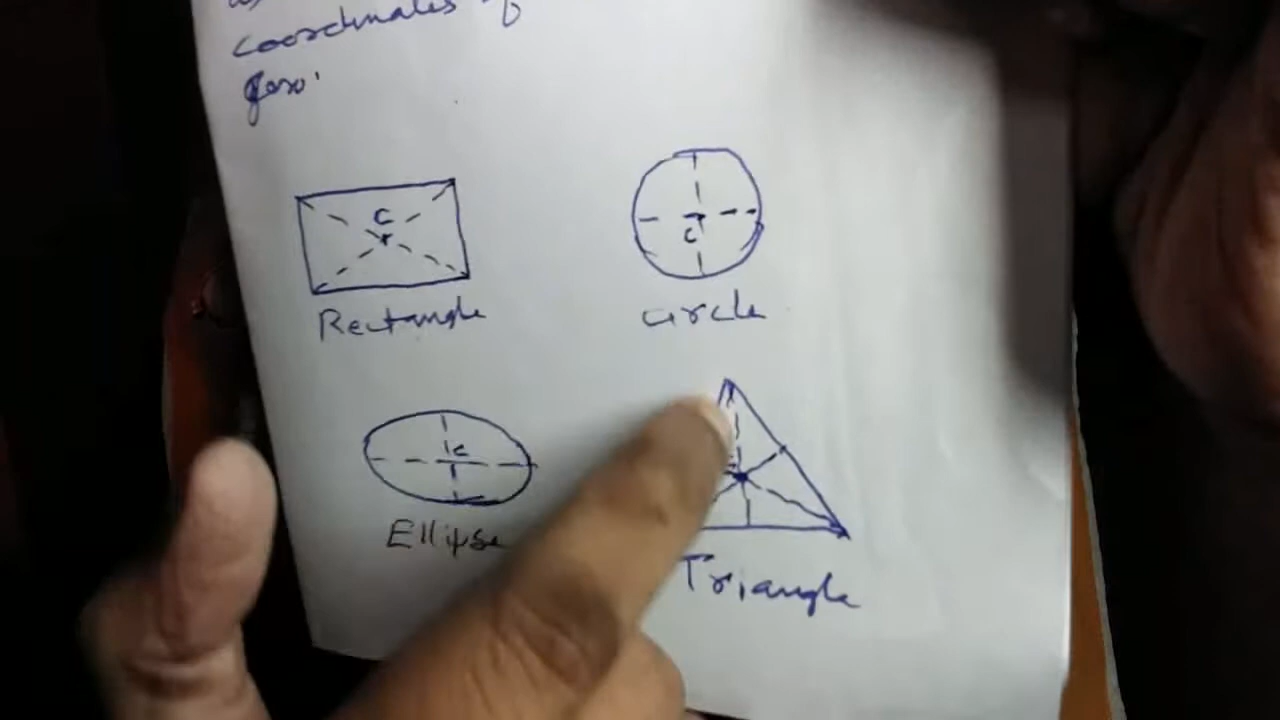 coordinates
C
C
Rectangle
Circle
C
Ellipse
Triangle